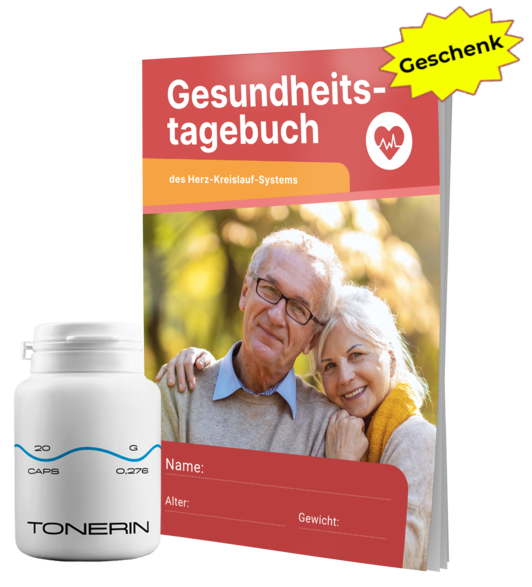 Geschenk
Gesundheits-
tagebuch
des Herz-Kreislauf-Systems
Name:
Alter:
Gewicht:
20 G
CAPS 0,276
TONERIN